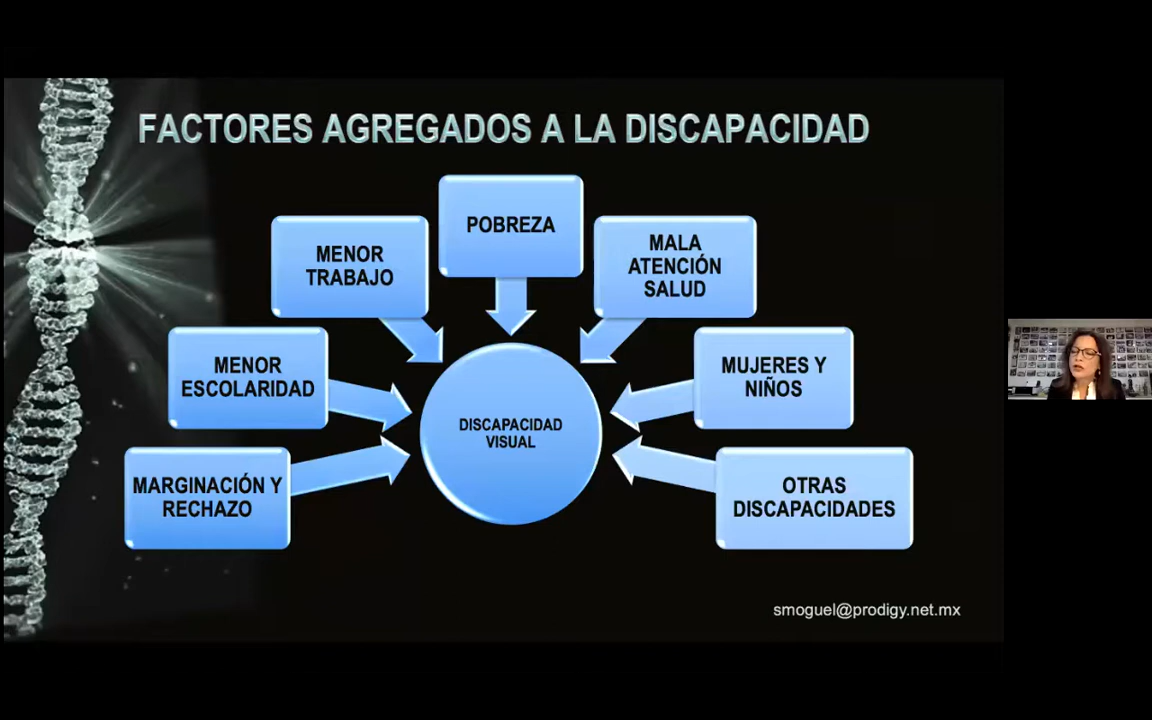 FACTORES AGREGADOS A LA DISCAPACIDAD
MARGINACIÓN Y
RECHAZO
MENOR
ESCOLARIDAD
MENOR
TRABAJO
POBREZA
MALA
ATENCIÓN
SALUD
MUJERES Y
NIÑOS
OTRAS
DISCAPACIDADES
DISCAPACIDAD
VISUAL
smoguel@prodigy.net.mx